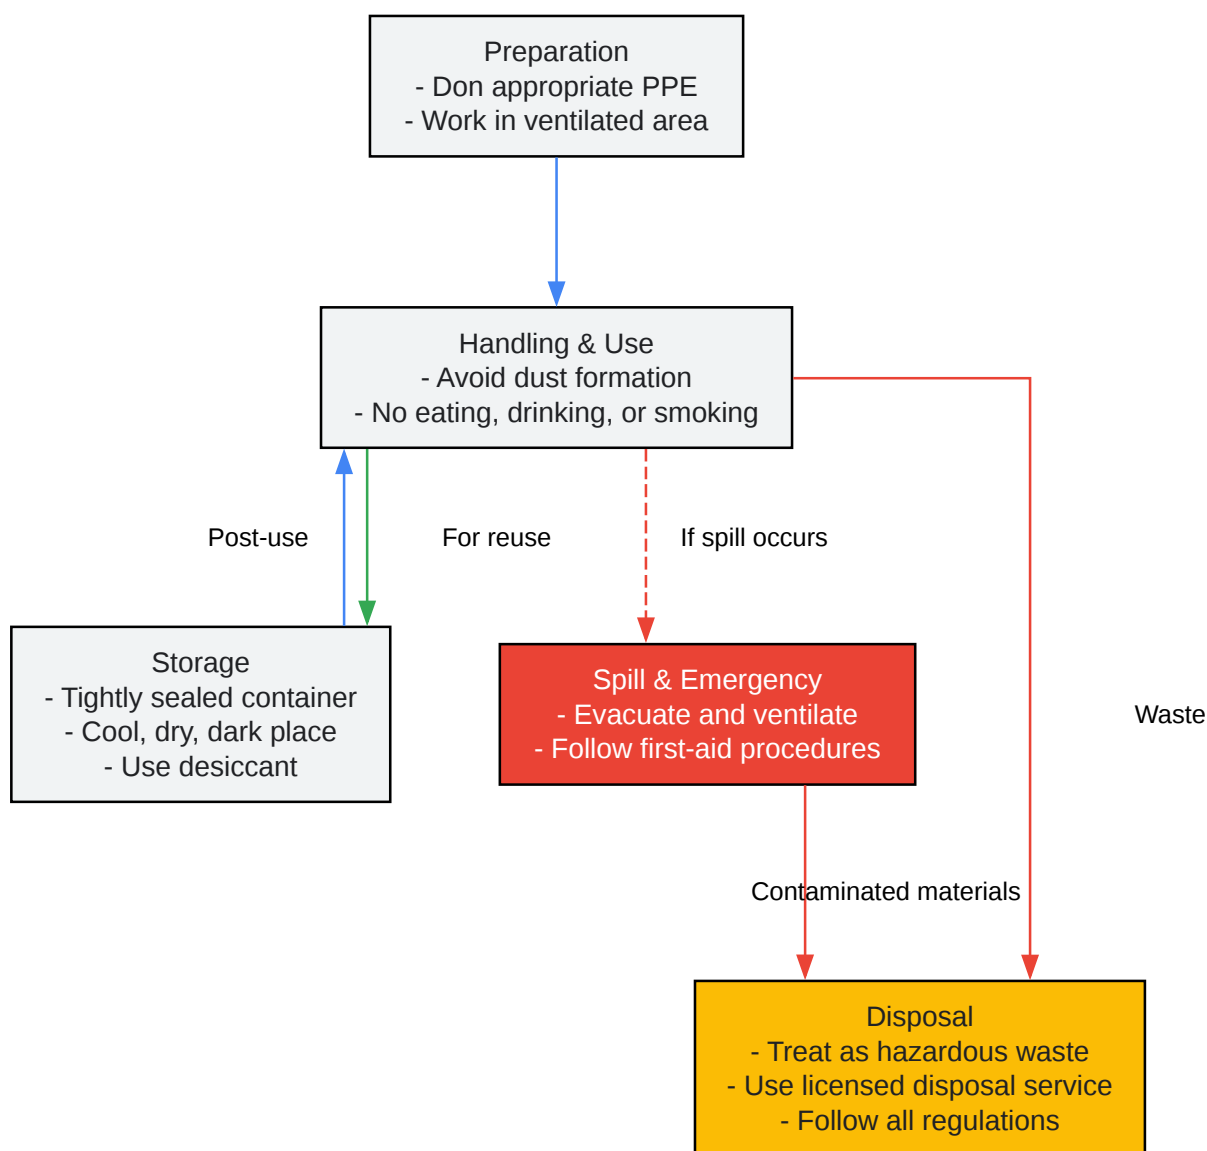 Preparation
- Don appropriate PPE
- Work in ventilated area
Handling & Use
- Avoid dust formation
- No eating, drinking, or smoking
Post-use
For reuse
If spill occurs
Storage
- Tightly sealed container
- Cool, dry, dark place
- Use desiccant
Spill & Emergency
- Evacuate and ventilate
- Follow first-aid procedures
Waste
Contaminated materials
Disposal
- Treat as hazardous waste
- Use licensed disposal service
- Follow all regulations